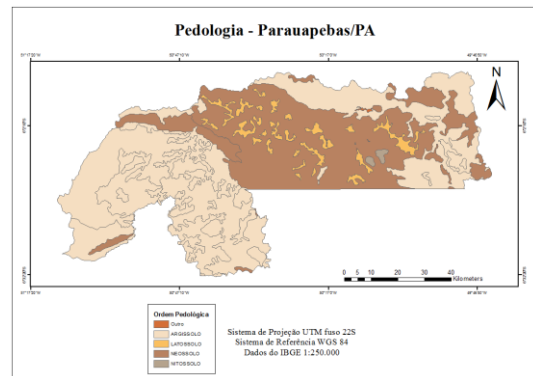 Pedologia - Parauapebas/PA
N
0 5 10 20 30 40
Kilometers
Ordem Pedológica
Outro
ARGISSOLO
LATOSSOLO
NEOSSOLO
NITOSSOLO
Sistema de Projeção UTM fuso 22S
Sistema de Referência WGS 84
Dados do IBGE 1:250.000